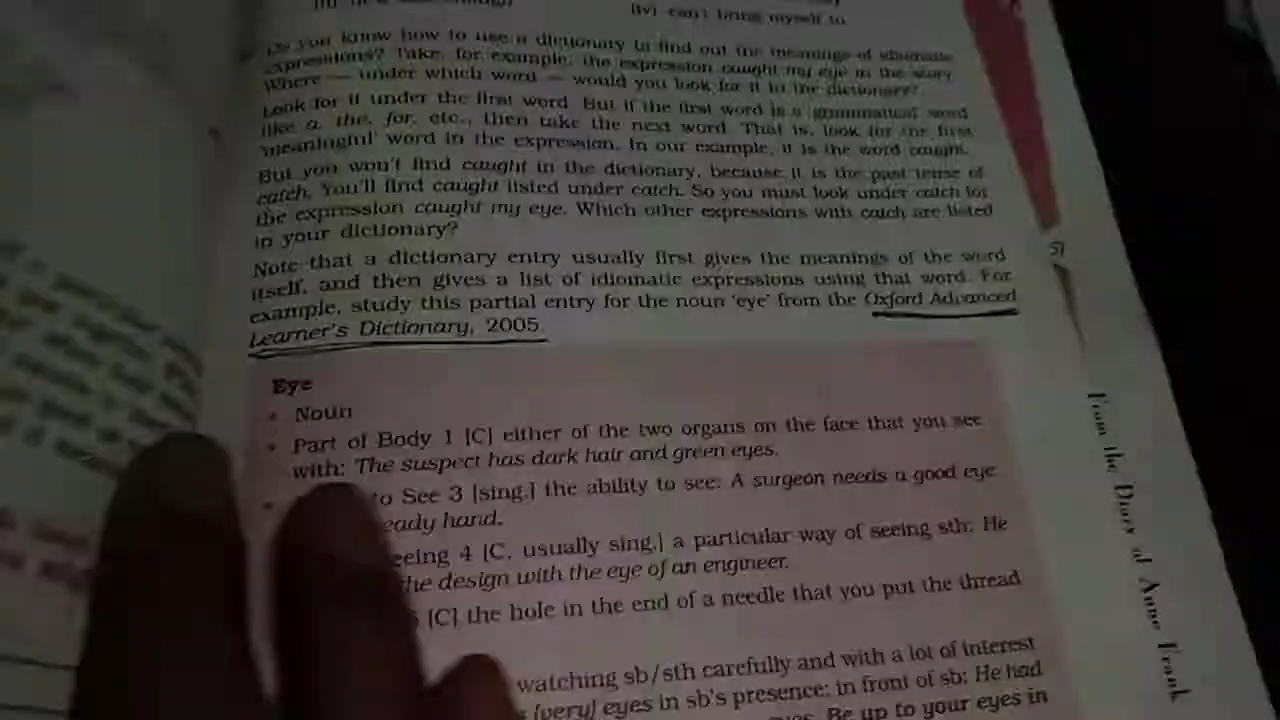 (iv) can't bring myself to
Do you know how to use a dictionary to find out the meanings of idiomatic
expressions? Take, for example, the expression caught my eye in the story.
Where — under which word — would you look for it in the dictionary?
Look for it under the first word. But if the first word is a 'grammatical' word
like a, the, for, etc., then take the next word. That is, look for the first
'meaningful' word in the expression. In our example, it is the word caught.
But you won't find caught in the dictionary, because it is the past tense of
catch. You'll find caught listed under catch. So you must look under catch for
the expression caught my eye. Which other expressions with catch are listed
in your dictionary?
Note that a dictionary entry usually first gives the meanings of the word
itself, and then gives a list of idiomatic expressions using that word. For
example, study this partial entry for the noun 'eye' from the Oxford Advanced
Learner's Dictionary, 2005.
Eye
• Noun
• Part of Body 1 [C] either of the two organs on the face that you see
with: The suspect has dark hair and green eyes.
• to See 3 [sing.] the ability to see: A surgeon needs a good eye
eady hand.
eeing 4 [C, usually sing.] a particular way of seeing sth: He
the design with the eye of an engineer.
[C] the hole in the end of a needle that you put the thread
watching sb/sth carefully and with a lot of interest
(very) eyes in sb's presence; in front of sb: He had
Be up to your eyes in
51
From the Diary of Anne Frank